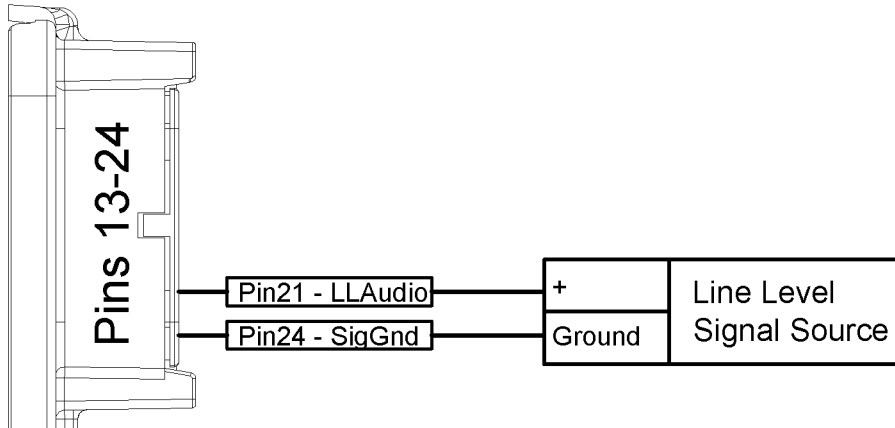 Pins 13-24
Pin21 - LLAudio
+
Line Level
Signal Source
Pin24 - SigGnd
Ground